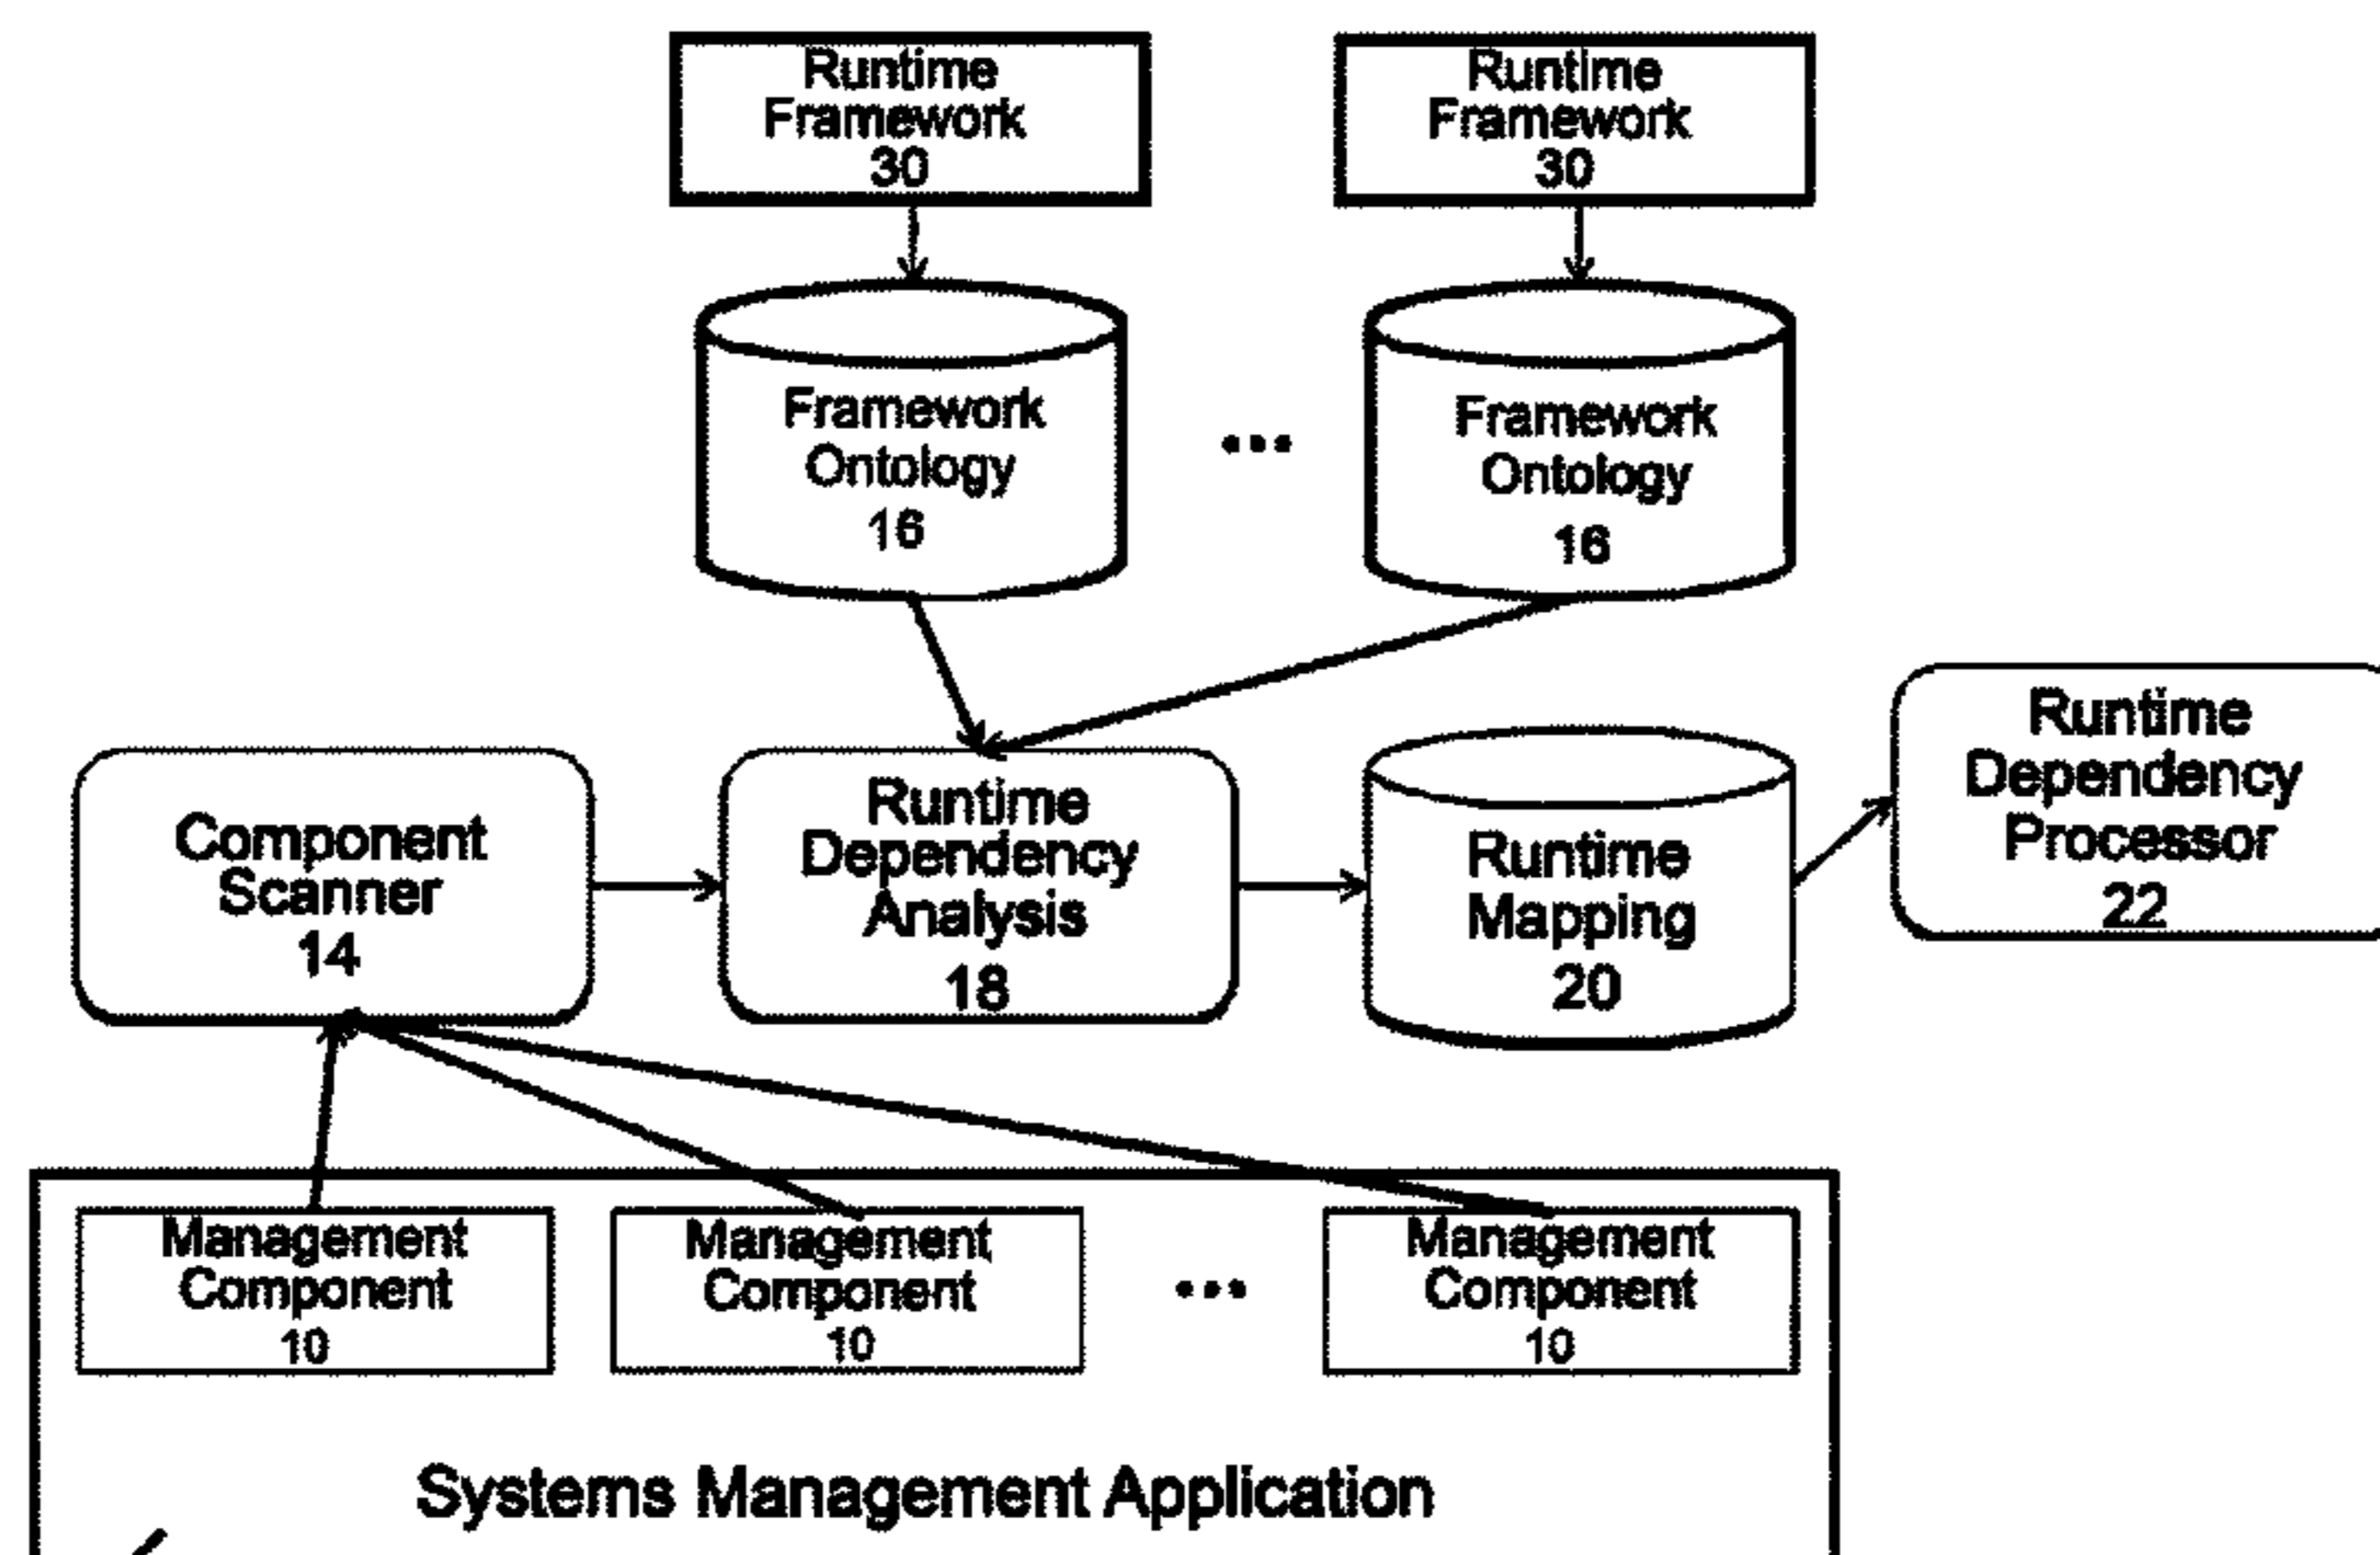 Runtime
Framework
30
Runtime
Framework
30
Framework
Ontology
16
...
Framework
Ontology
16
Component
Scanner
14
Runtime
Dependency
Analysis
18
Runtime
Mapping
20
Runtime
Dependency
Processor
22
Management
Component
10
Management
Component
10
...
Management
Component
10
Systems Management Application